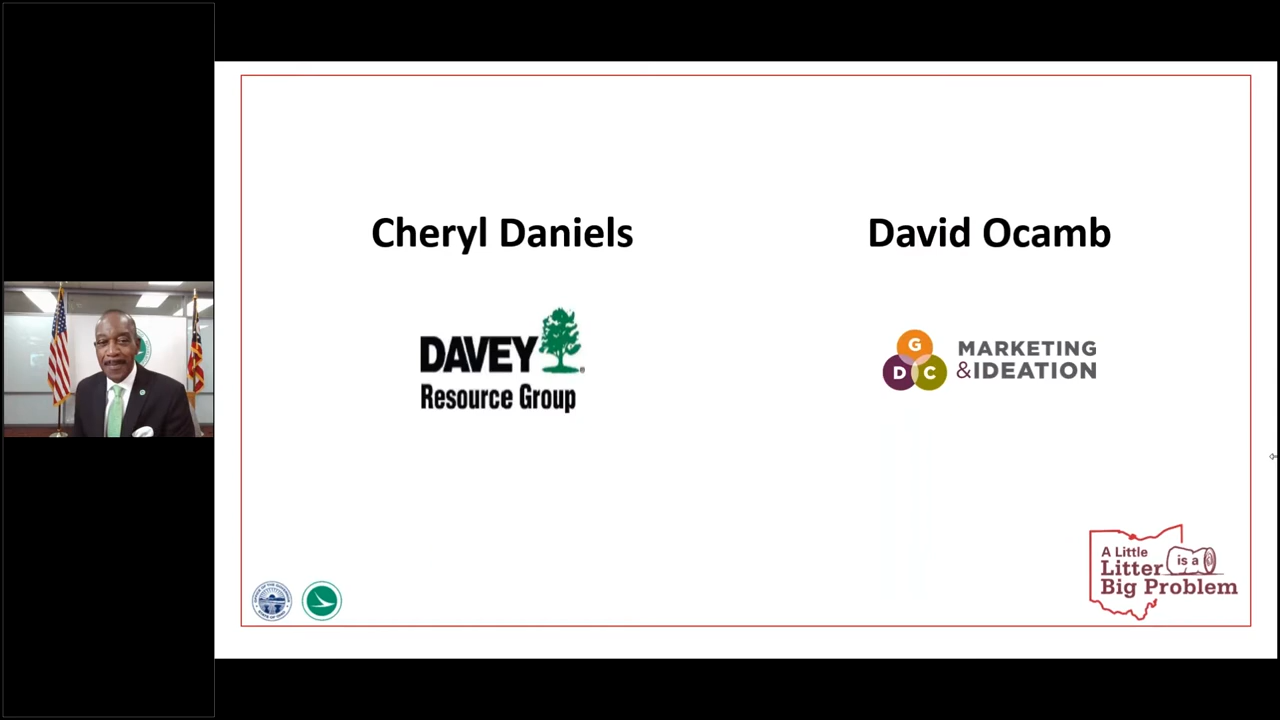 Cheryl Daniels
David Ocamb
DAVEY
Resource Group
G
D C
MARKETING
&IDEATION
A Little
Litter is a
Big Problem